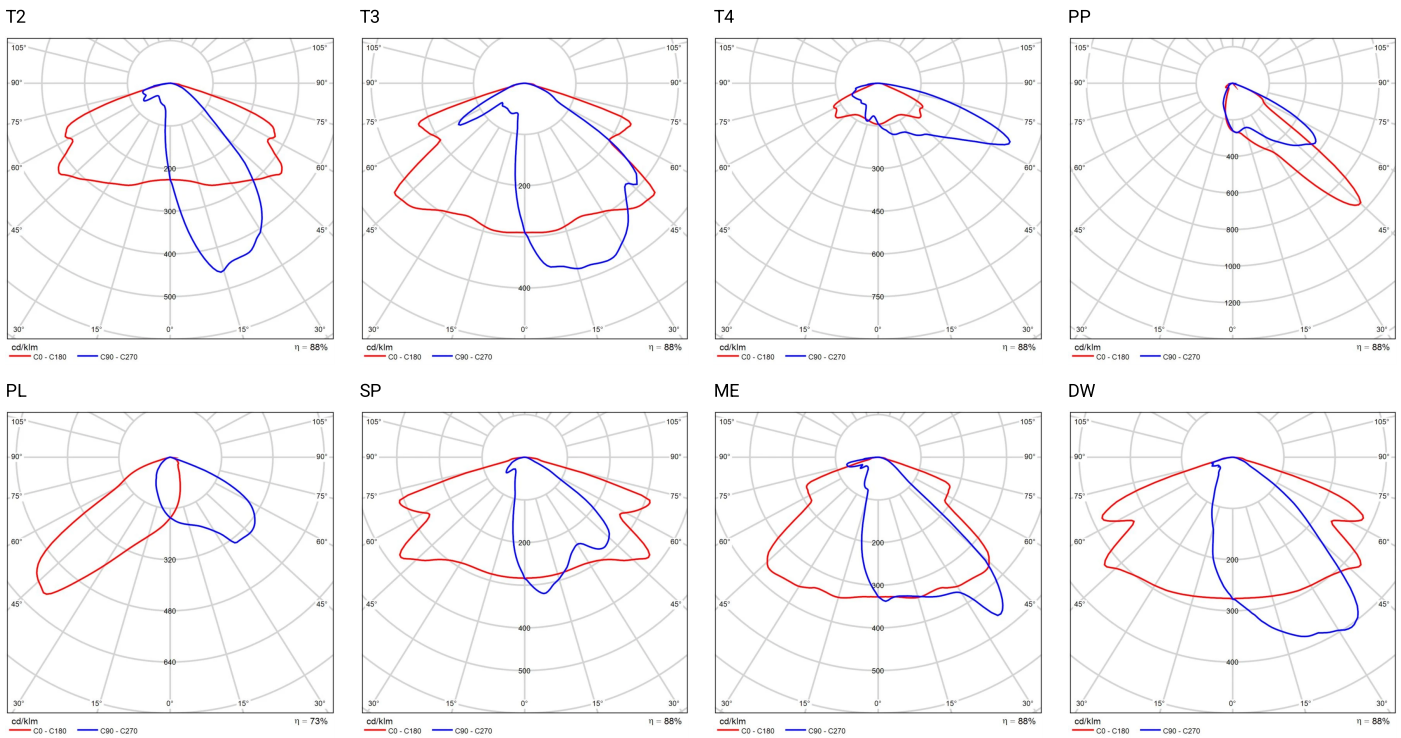 T2
T3
T4
PP
105° 105° 105° 105° 105° 105° 105° 105°
90° 90° 90° 90° 90° 90° 90° 90°
75° 75° 75° 75° 75° 75° 75° 75°
60° 200 60° 60° 200 60° 60° 300 60° 60° 400 60°
300 450 600
45° 45° 45° 45° 45° 45° 45° 800 45°
400 400 600 1000
500 750 1200
30° 15° 0° 15° 30° 30° 15° 0° 15° 30° 30° 15° 0° 15° 30° 30° 15° 0° 15° 30°
cd/klm η = 88% cd/klm η = 88% cd/klm η = 88% cd/klm η = 88%
C0 - C180 C90 - C270 C0 - C180 C90 - C270 C0 - C180 C90 - C270 C0 - C180 C90 - C270
PL
SP
ME
DW
105° 105° 105° 105° 105° 105° 105° 105°
90° 90° 90° 90° 90° 90° 90° 90°
75° 75° 75° 75° 75° 75° 75° 75°
60° 60° 60° 200 60° 60° 200 60° 60° 60°
320 200
300
45° 480 45° 45° 45° 45° 45° 45° 300 45°
640 400 400 400
500 500
30° 15° 0° 15° 30° 30° 15° 0° 15° 30° 30° 15° 0° 15° 30° 30° 15° 0° 15° 30°
cd/klm η = 73% cd/klm η = 88% cd/klm η = 88% cd/klm η = 88%
C0 - C180 C90 - C270 C0 - C180 C90 - C270 C0 - C180 C90 - C270 C0 - C180 C90 - C270